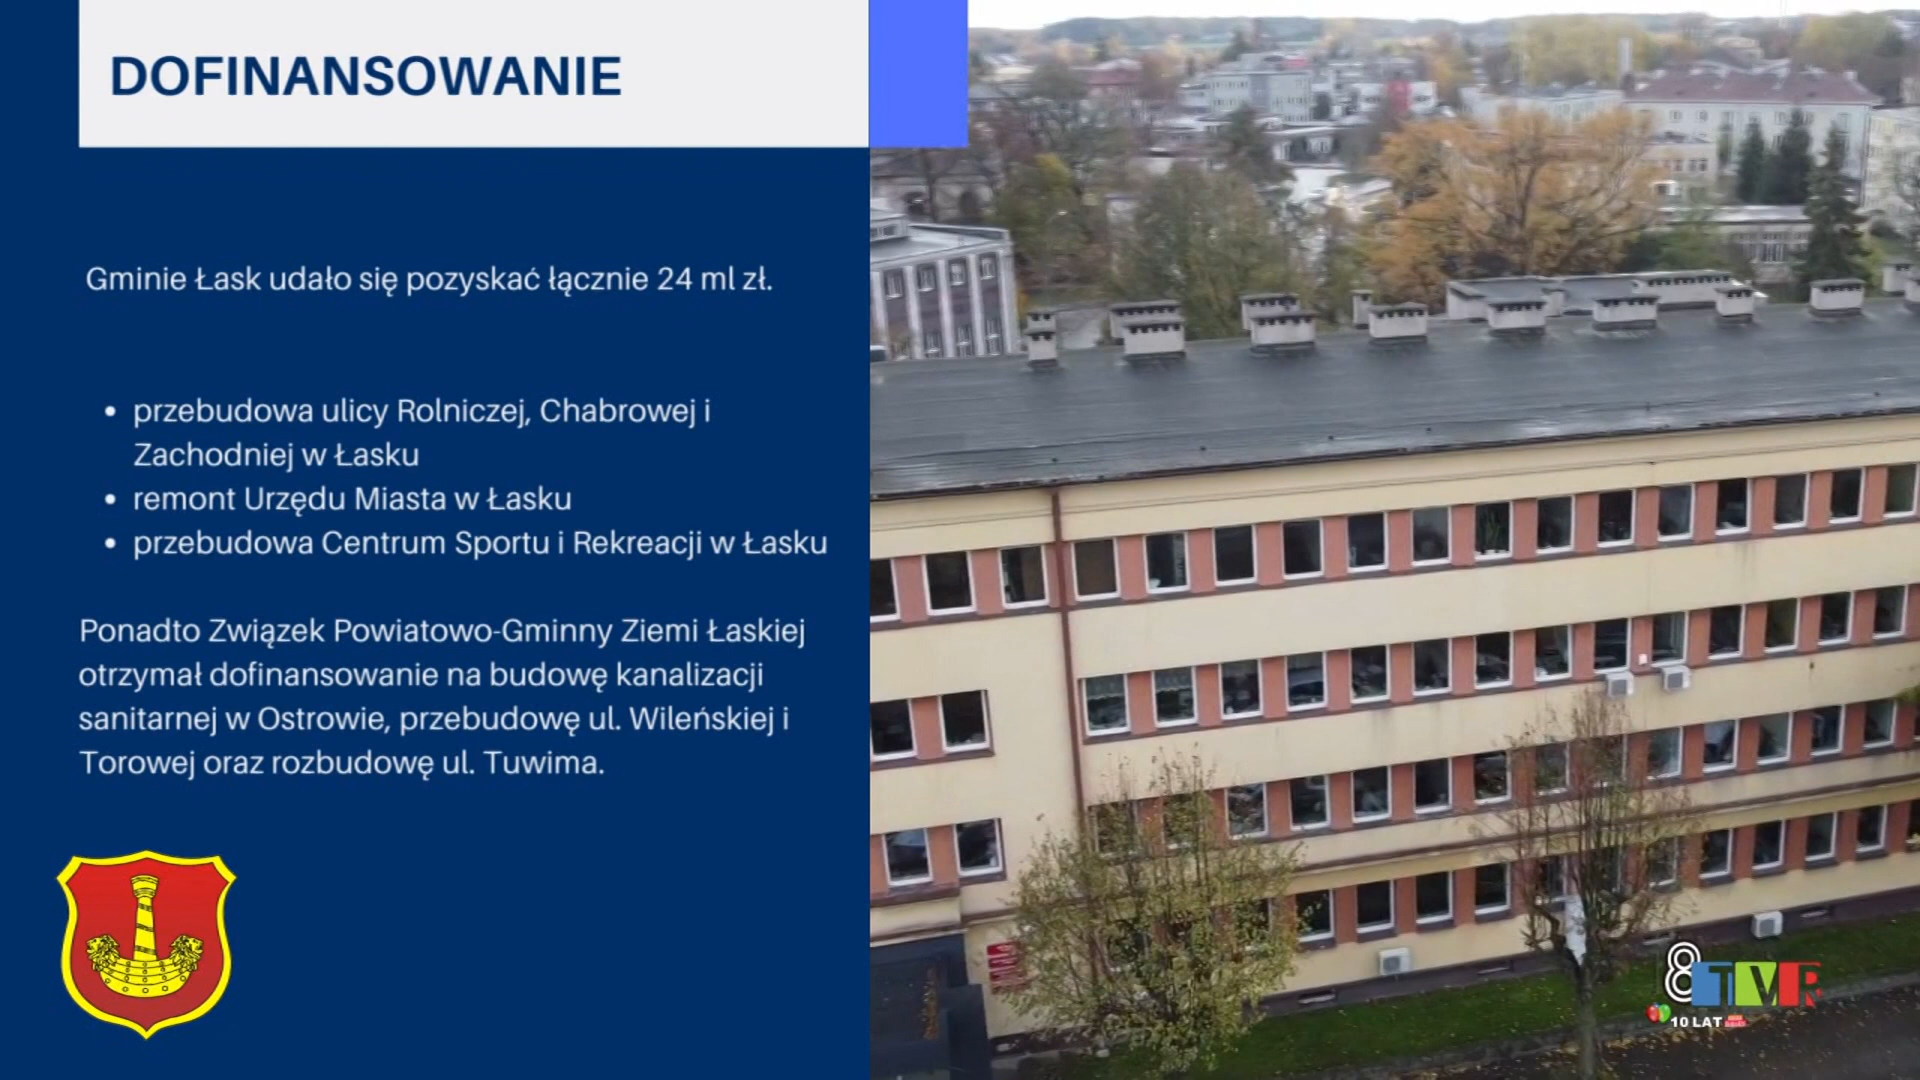 DOFINANSOWANIE
Gminie Łask udało się pozyskać łącznie 24 ml zł.
• przebudowa ulicy Rolniczej, Chabrowej i
Zachodniej w Łasku
• remont Urzędu Miasta w Łasku
• przebudowa Centrum Sportu i Rekreacji w Łasku
Ponadto Związek Powiatowo-Gminny Ziemi Łaskiej
otrzymał dofinansowanie na budowę kanalizacji
sanitarnej w Ostrowie, przebudowę ul. Wileńskiej i
Torowej oraz rozbudowę ul. Tuwima.
8TVR
10 LAT